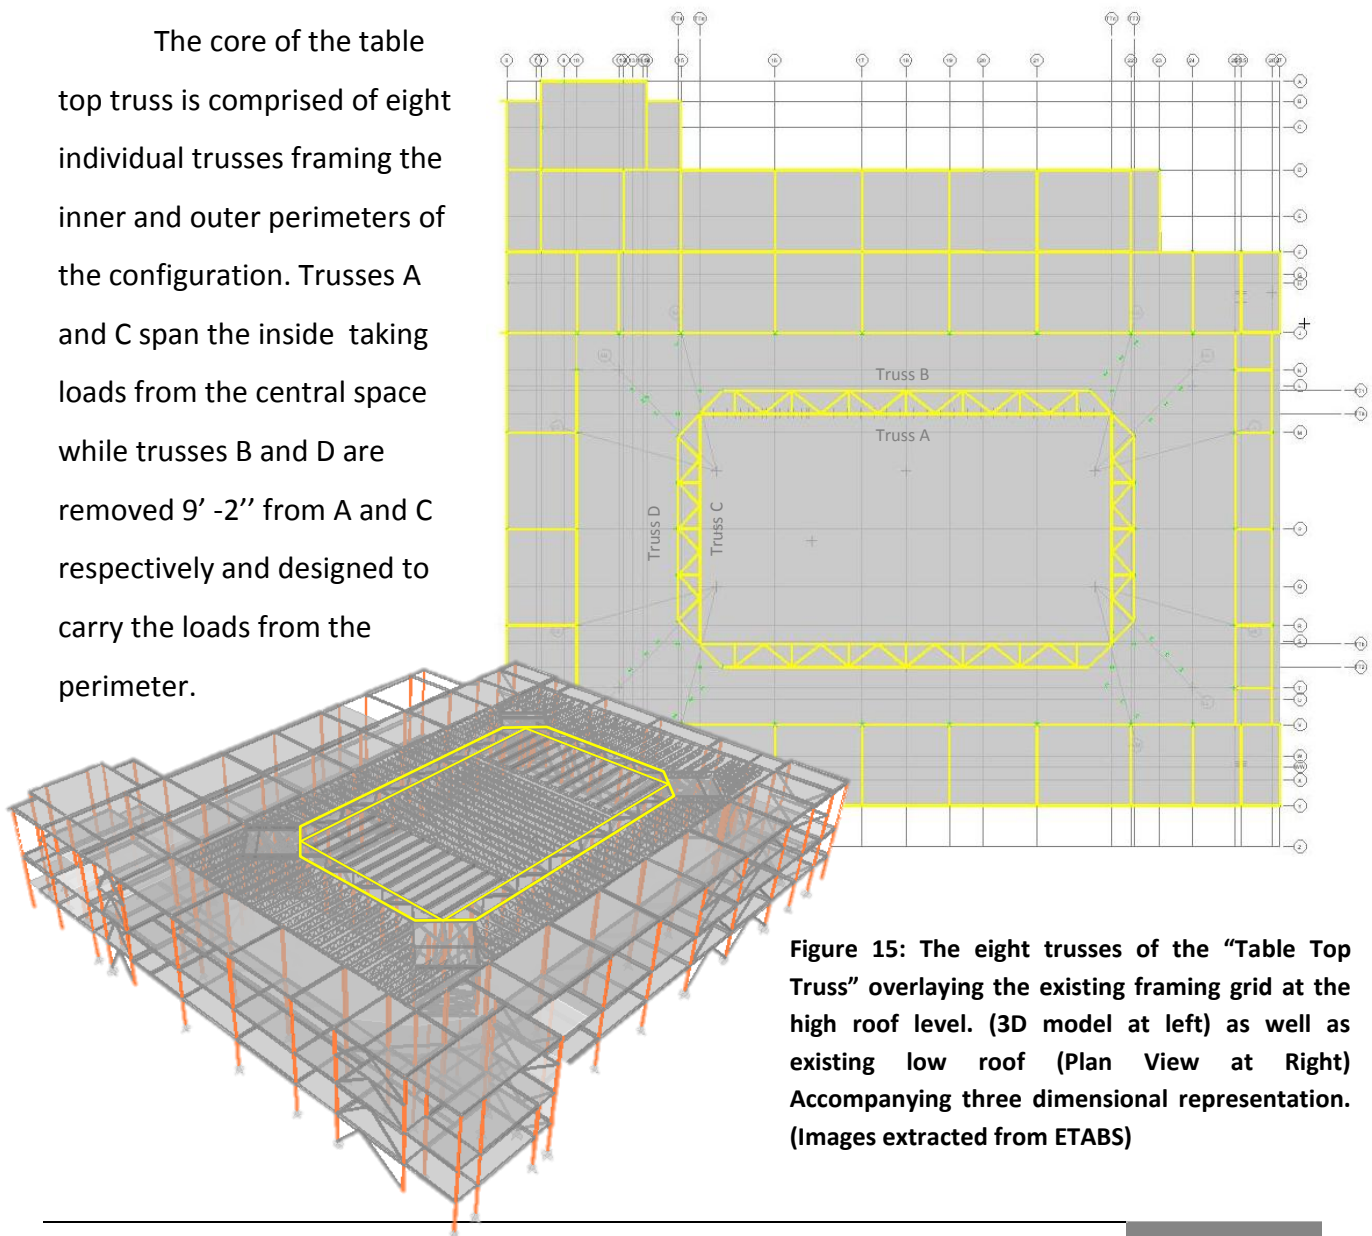 The core of the table
top truss is comprised of eight
individual trusses framing the
inner and outer perimeters of
the configuration. Trusses A
and C span the inside taking
loads from the central space
while trusses B and D are
removed 9’ -2’’ from A and C
respectively and designed to
carry the loads from the
perimeter.
Truss B
Truss A
Truss D
Truss C
Figure 15: The eight trusses of the “Table Top
Truss” overlaying the existing framing grid at the
high roof level. (3D model at left) as well as
existing low roof (Plan View at Right)
Accompanying three dimensional representation.
(Images extracted from ETABS)